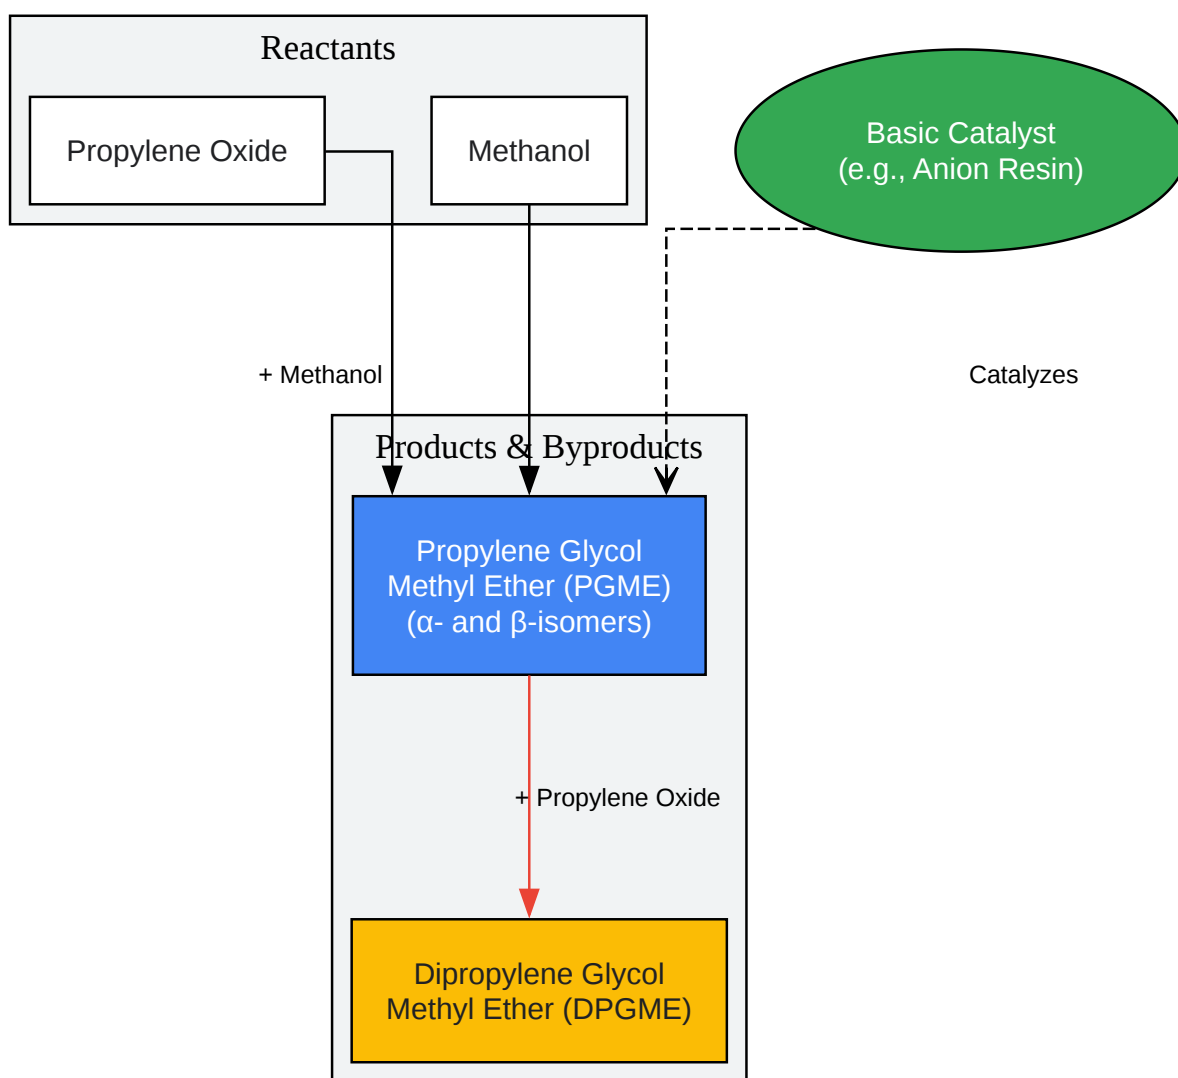 Reactants
Propylene Oxide
Methanol
Basic Catalyst
(e.g., Anion Resin)
+ Methanol
Catalyzes
Products & Byproducts
Propylene Glycol
Methyl Ether (PGME)
(α- and β-isomers)
+ Propylene Oxide
Dipropylene Glycol
Methyl Ether (DPGME)